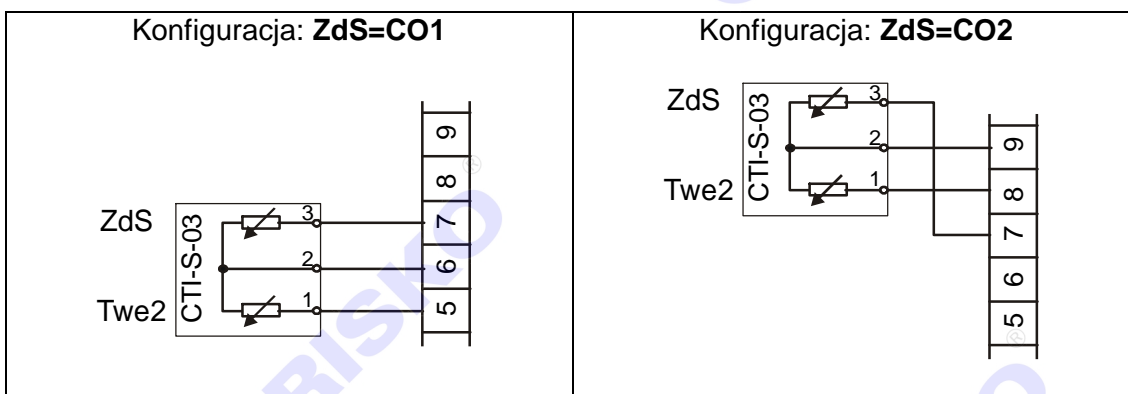 Konfiguracja: ZdS=CO1
ZdS
Twe2
CTI-S-03
3
2
1
9
8
7
6
5
Konfiguracja: ZdS=CO2
ZdS
Twe2
CTI-S-03
3
2
1
9
8
7
6
5
RISKO
®
®